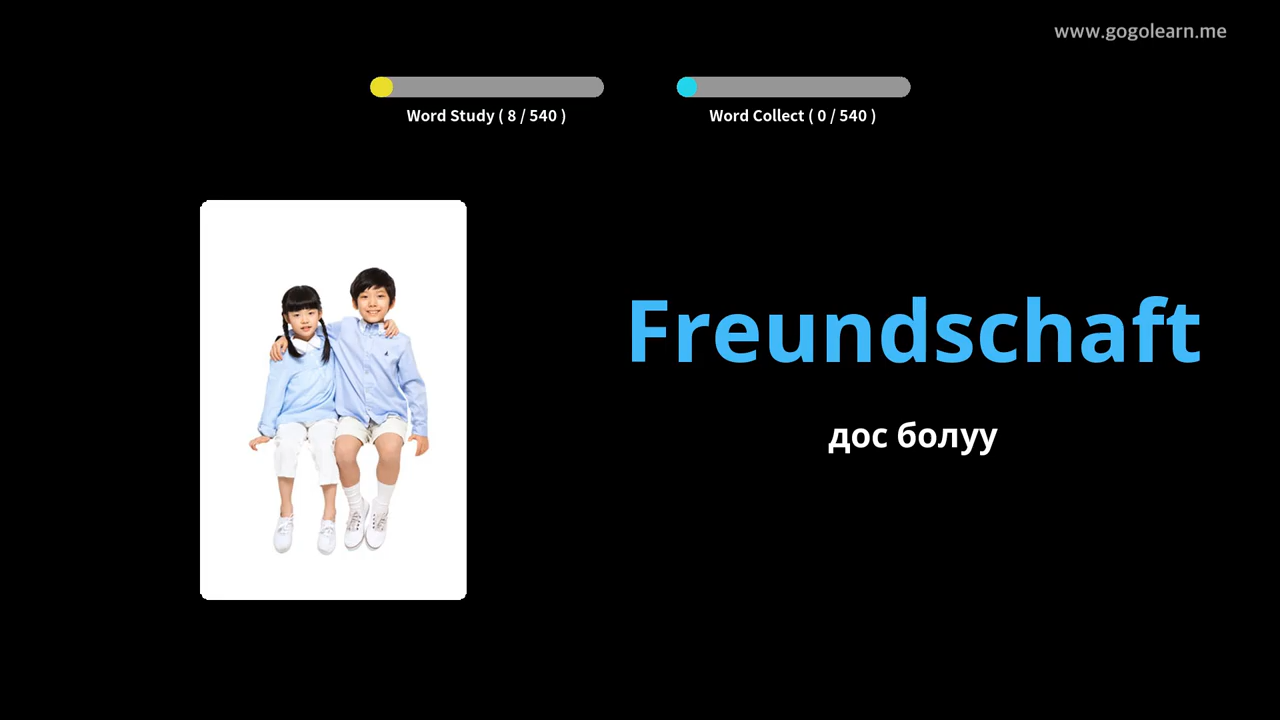 www.gogolearn.me
Word Study ( 8 / 540 )
Word Collect ( 0 / 540 )
Freundschaft
дос болуу